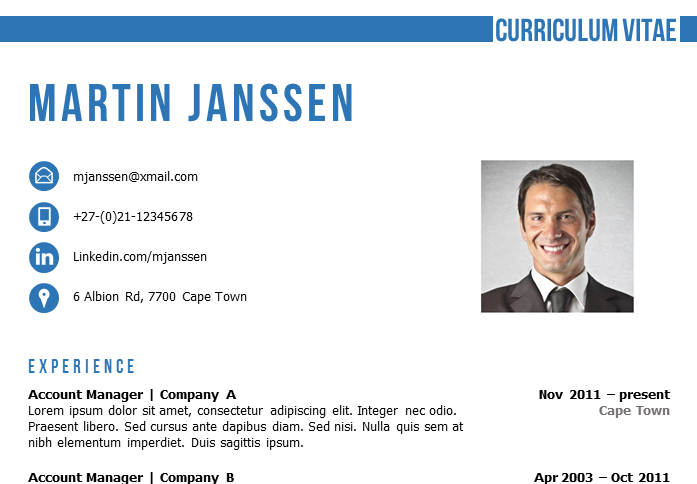 CURRICULUM VITAE
MARTIN JANSSEN
mjanssen@xmail.com
+27-(0)21-12345678
in Linkedin.com/mjanssen
6 Albion Rd, 7700 Cape Town
EXPERIENCE
Account Manager | Company A Nov 2011 – present
Lorem ipsum dolor sit amet, consectetur adipiscing elit. Integer nec odio. Cape Town
Praesent libero. Sed cursus ante dapibus diam. Sed nisi. Nulla quis sem at
nibh elementum imperdiet. Duis sagittis ipsum.
Account Manager | Company B Apr 2003 – Oct 2011